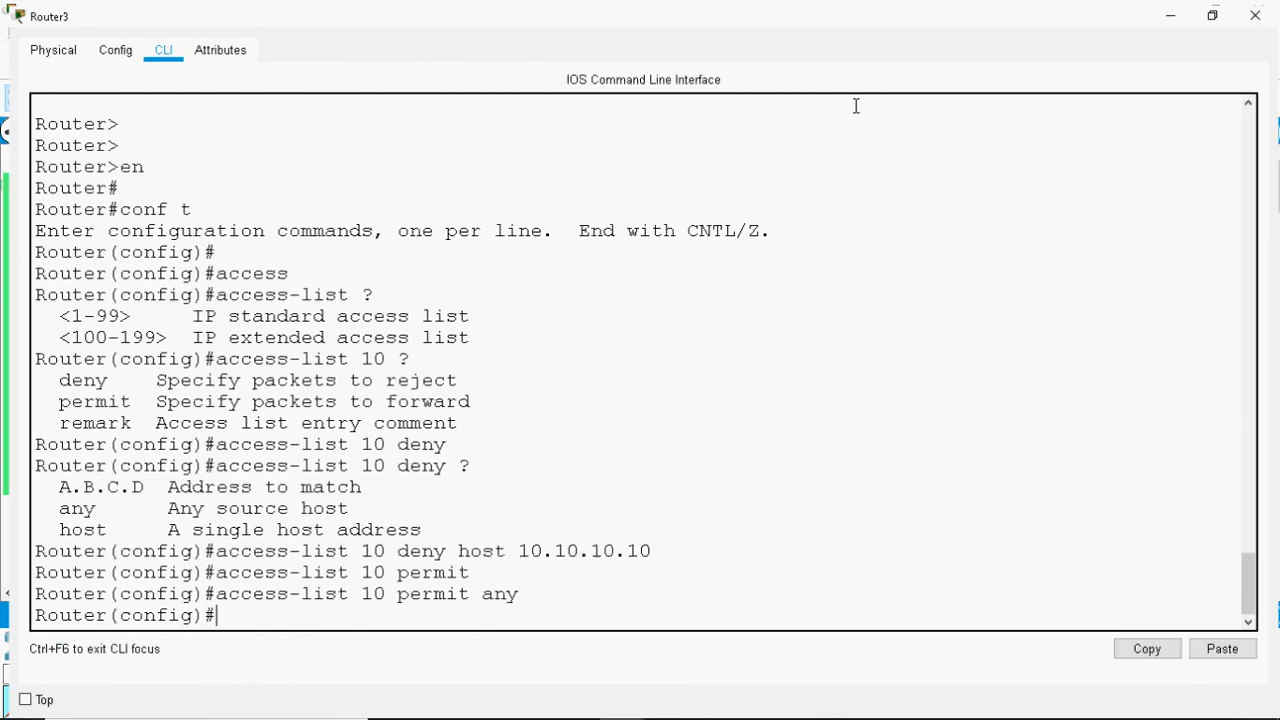 Router3
Physical Config CLI Attributes
IOS Command Line Interface
Router>
Router>
Router>en
Router#
Router#conf t
Enter configuration commands, one per line.  End with CNTL/Z.
Router(config)#
Router(config)#access
Router(config)#access-list ?
  <1-99>     IP standard access list
  <100-199>  IP extended access list
Router(config)#access-list 10 ?
  deny    Specify packets to reject
  permit  Specify packets to forward
  remark  Access list entry comment
Router(config)#access-list 10 deny
Router(config)#access-list 10 deny ?
  A.B.C.D  Address to match
  any      Any source host
  host     A single host address
Router(config)#access-list 10 deny host 10.10.10.10
Router(config)#access-list 10 permit
Router(config)#access-list 10 permit any
Router(config)#
Ctrl+F6 to exit CLI focus
Copy Paste
Top